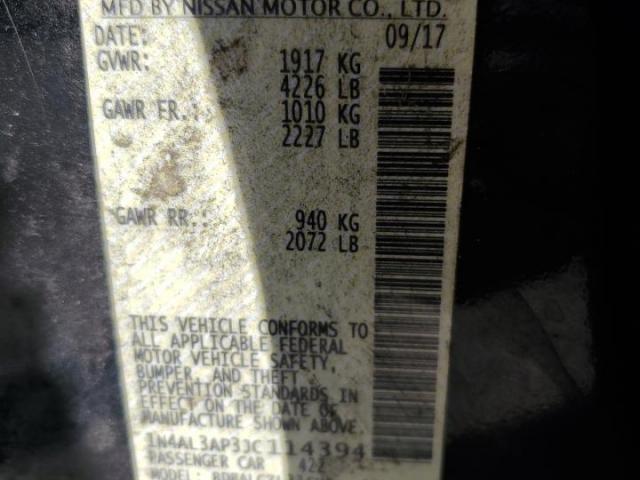 MFD BY NISSAN MOTOR CO., LTD.
DATE: 09/17
GVWR: 1917 KG
4226 LB
GAWR FR.: 1010 KG
2227 LB
GAWR RR.: 940 KG
2072 LB
THIS VEHICLE CONFORMS TO
ALL APPLICABLE FEDERAL
MOTOR VEHICLE SAFETY,
BUMPER, AND THEFT
PREVENTION STANDARDS IN
EFFECT ON THE DATE OF
MANUFACTURE SHOWN ABOVE.
1N4AL3AP3JC114394
PASSENGER CAR 422